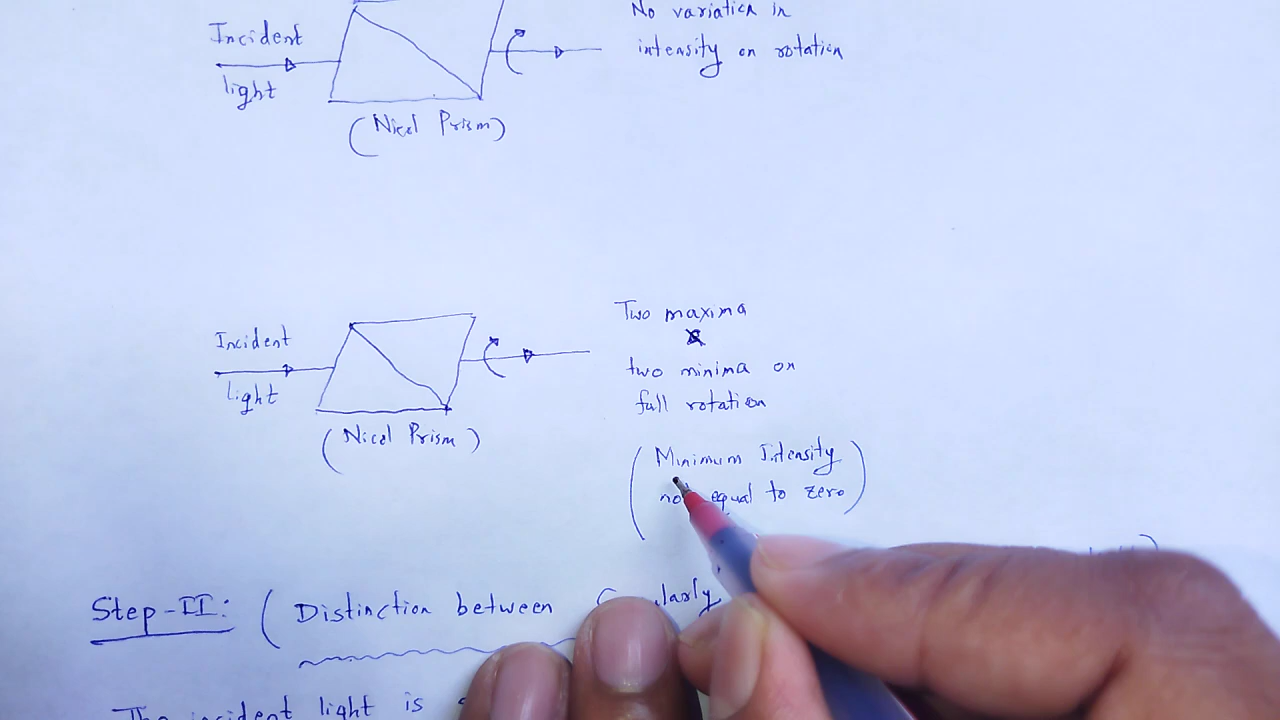 Incident
light
(Nicol Prism)
No variation in
intensity on rotation
Incident
light
(Nicol Prism)
Two maxima
&
two minima on
full rotation
(Minimum Intensity
equal to zero)
Step-II: (Distinction between
The incident light is